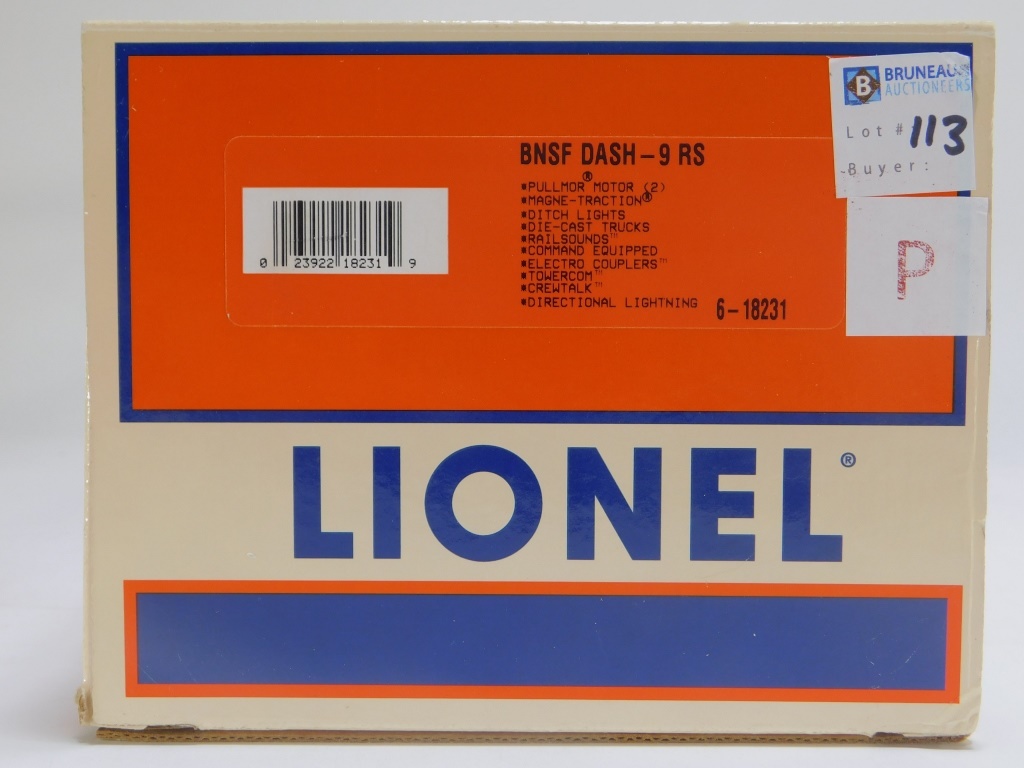 BRUNEAU
AUCTIONEERS
B
Lot # 113
Buyer:
P
BNSF DASH-9 RS
*PULLMOR® MOTOR (2)
*MAGNE-TRACTION®
*DITCH LIGHTS
*DIE-CAST TRUCKS
*RAILSOUNDS™
*COMMAND EQUIPPED
*ELECTRO COUPLERS™
*TOWERCOM™
*CREWTALK™
*DIRECTIONAL LIGHTNING 6-18231
0 23922 18231 9
LIONEL®